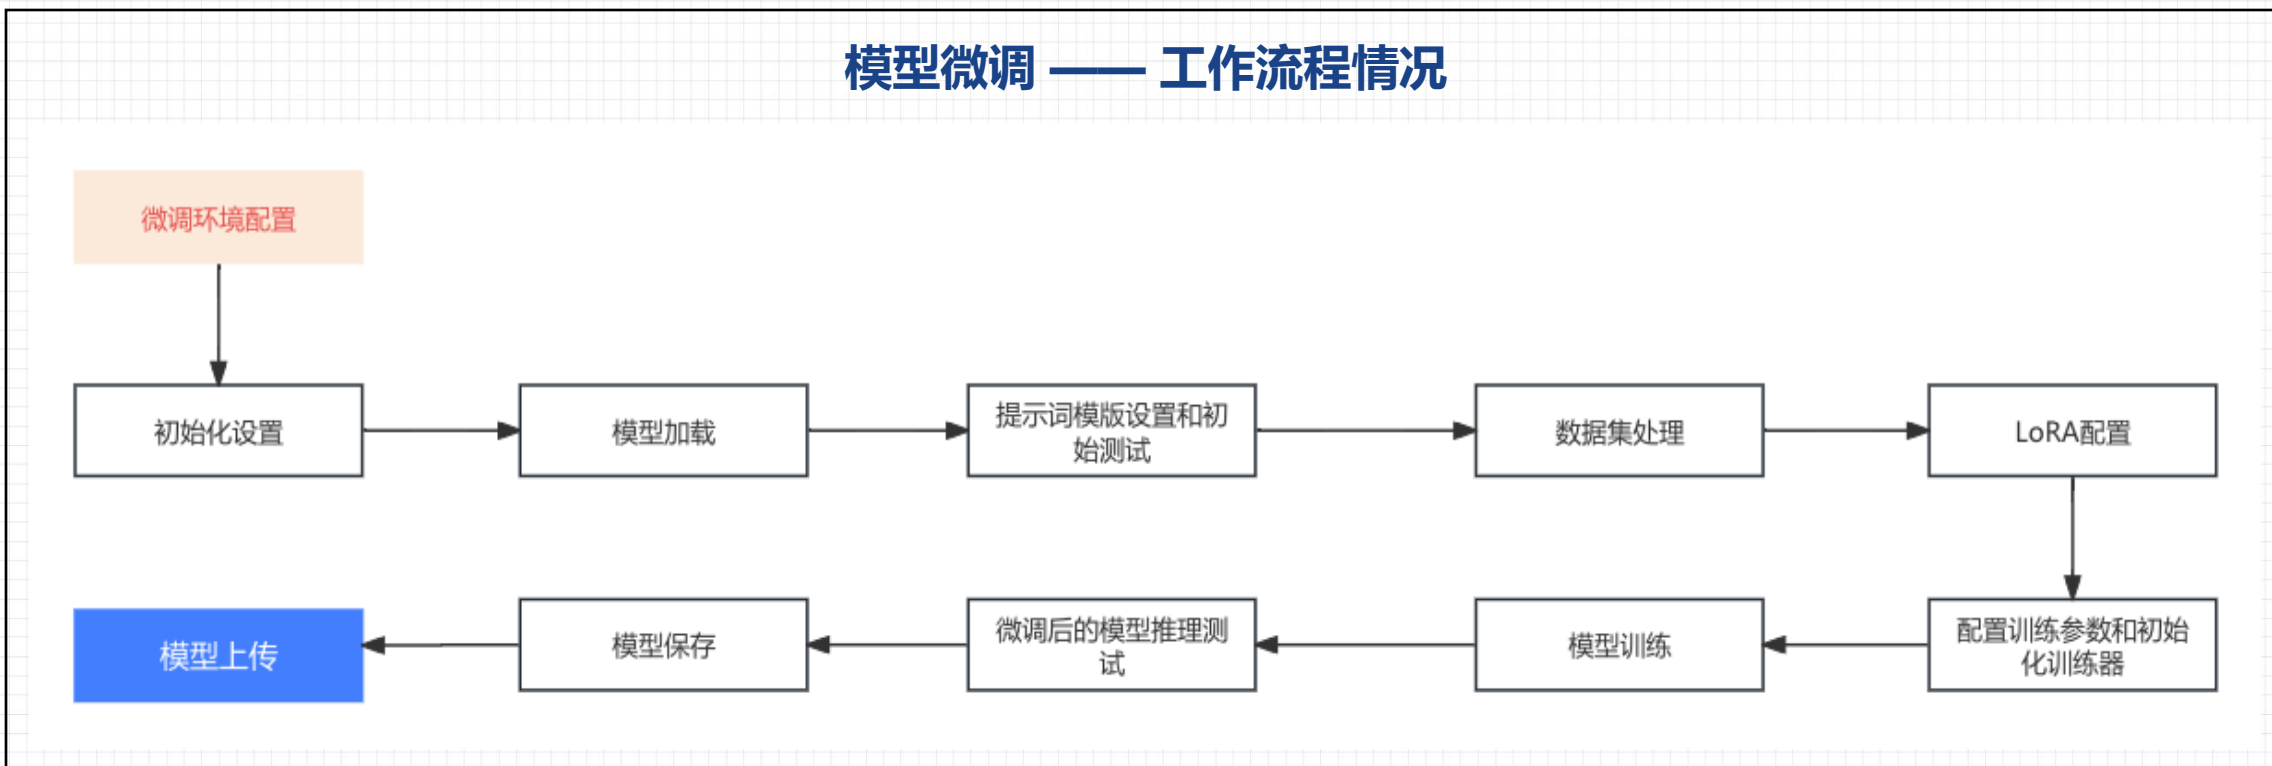 模型微调 —— 工作流程情况
微调环境配置
初始化设置
模型加载
提示词模版设置和初
始测试
数据集处理
LoRA配置
配置训练参数和初始
化训练器
模型训练
微调后的模型推理测
试
模型保存
模型上传